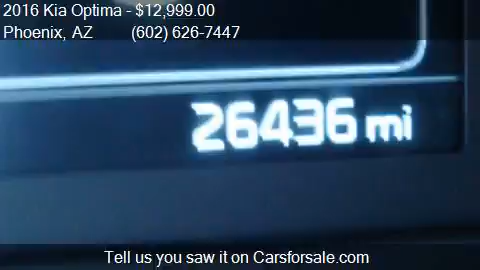 2016 Kia Optima - $12,999.00
Phoenix, AZ (602) 626-7447
26436 mi
Tell us you saw it on Carsforsale.com